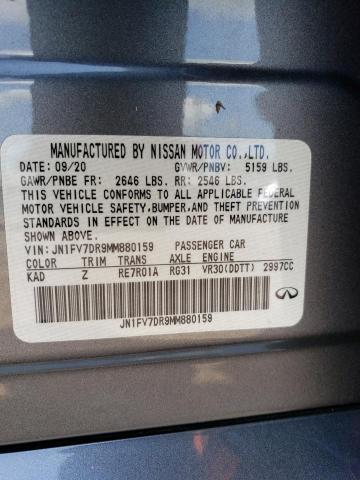 MANUFACTURED BY NISSAN MOTOR CO.,LTD.
DATE: 09/20 GVWR/PNBV: 5159 LBS.
GAWR/PNBE FR: 2646 LBS. RR: 2546 LBS.
THIS VEHICLE CONFORMS TO ALL APPLICABLE FEDERAL
MOTOR VEHICLE SAFETY, BUMPER, AND THEFT PREVENTION
STANDARDS IN EFFECT ON THE DATE OF MANUFACTURE
SHOWN ABOVE.
VIN: JN1FV7DR9MM880159 PASSENGER CAR
COLOR TRIM TRANS AXLE ENGINE
KAD Z RE7R01A RG31 VR30(DDTT) 2997CC
JN1FV7DR9MM880159